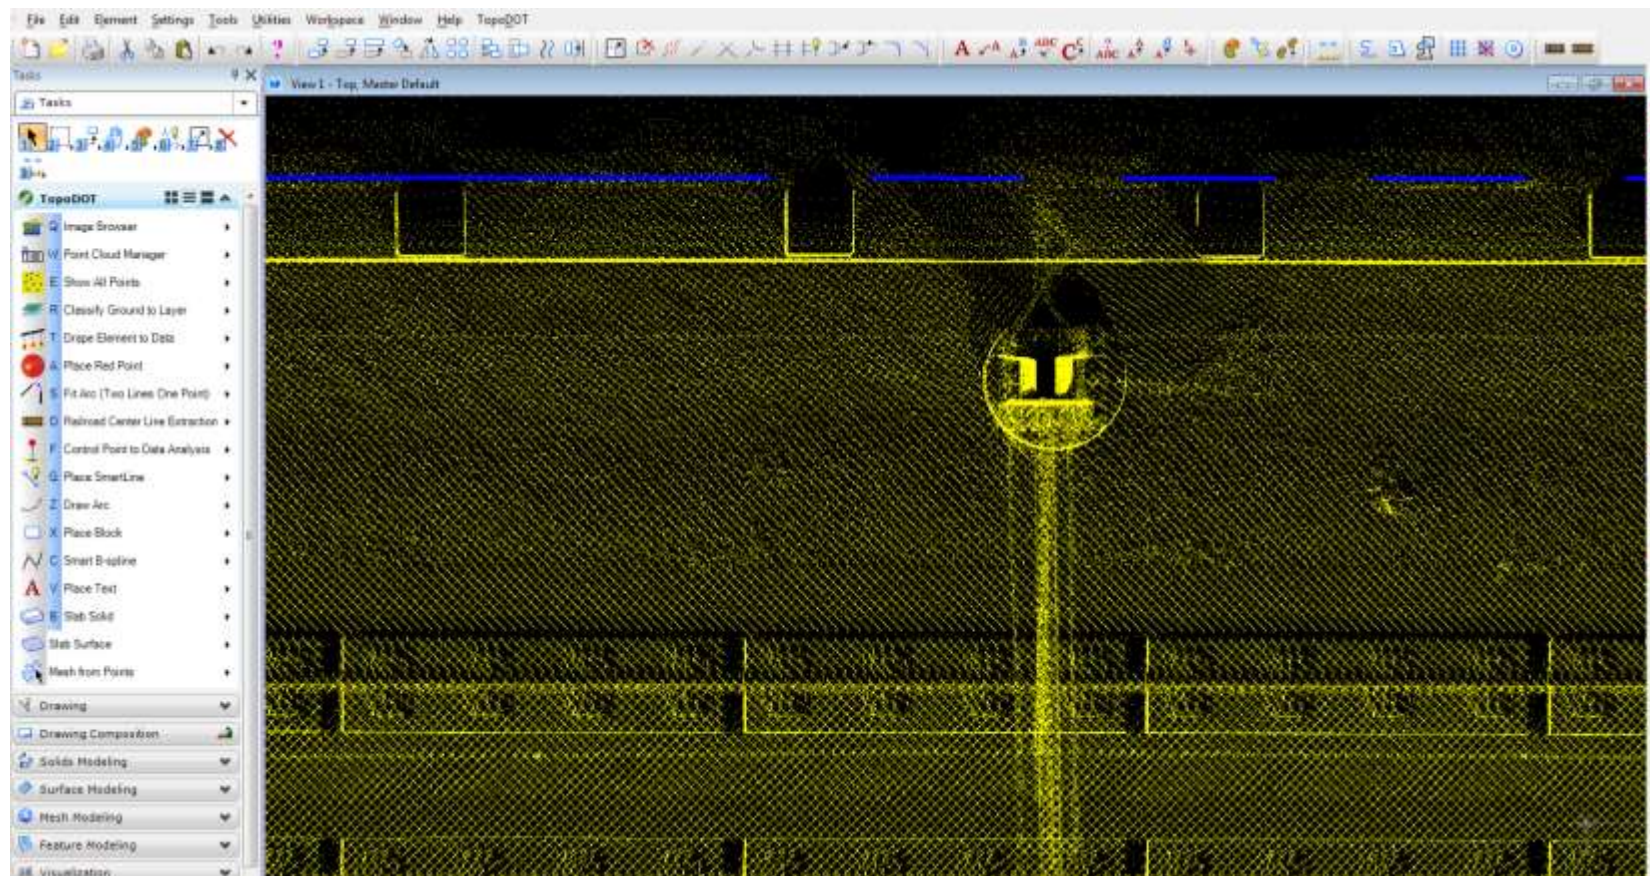 File Edit Element Settings Tools Utilities Workspace Window Help TopoDOT
Tasks
View 1 - Top, Master Default
Tasks
TopoDOT
Q Image Browser
W Point Cloud Manager
E Show All Points
R Classify Ground to Layer
T Drape Element to Data
A Place Red Point
S Fit Arc (Two Lines One Point)
D Railroad Center Line Extraction
F Control Point to Data Analysis
G Place SmartLine
Z Draw Arc
X Place Block
C Smart B-spline
V Place Text
B Slab Solid
Slab Surface
Mesh from Points
Drawing
Drawing Composition
Solids Modeling
Surface Modeling
Mesh Modeling
Feature Modeling
Visualization